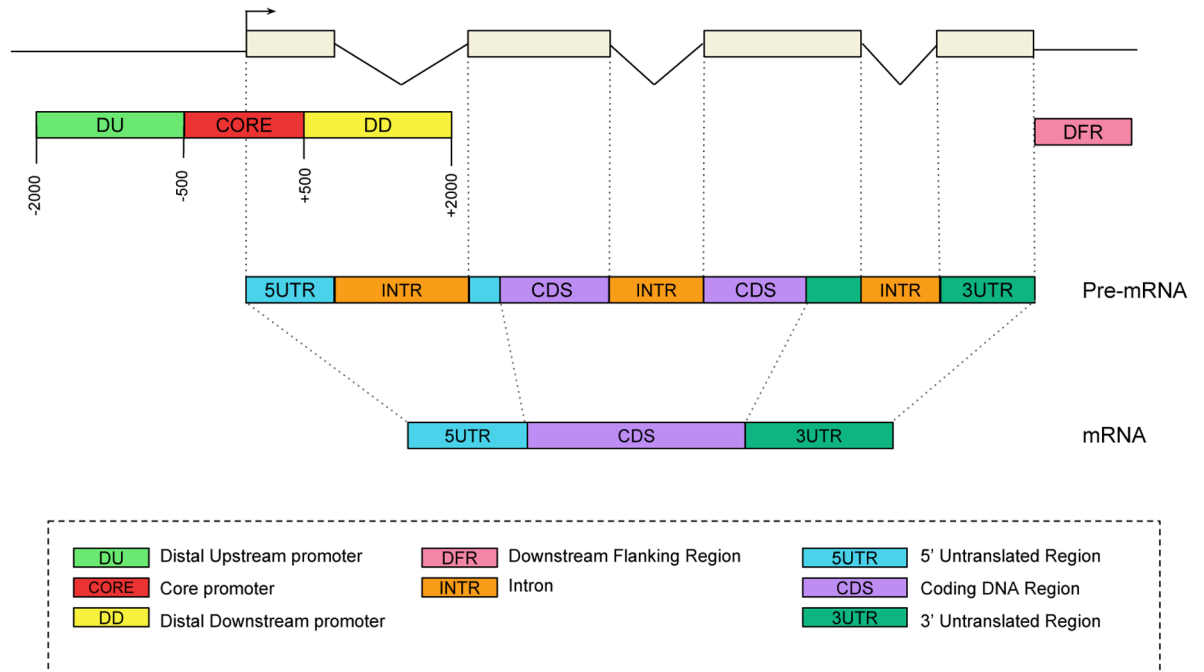 DU CORE DD
DFR
-2000 -500 +500 +2000
5UTR INTR CDS INTR CDS INTR 3UTR Pre-mRNA
5UTR CDS 3UTR mRNA
DU Distal Upstream promoter
CORE Core promoter
DD Distal Downstream promoter
DFR Downstream Flanking Region
INTR Intron
5UTR 5' Untranslated Region
CDS Coding DNA Region
3UTR 3' Untranslated Region